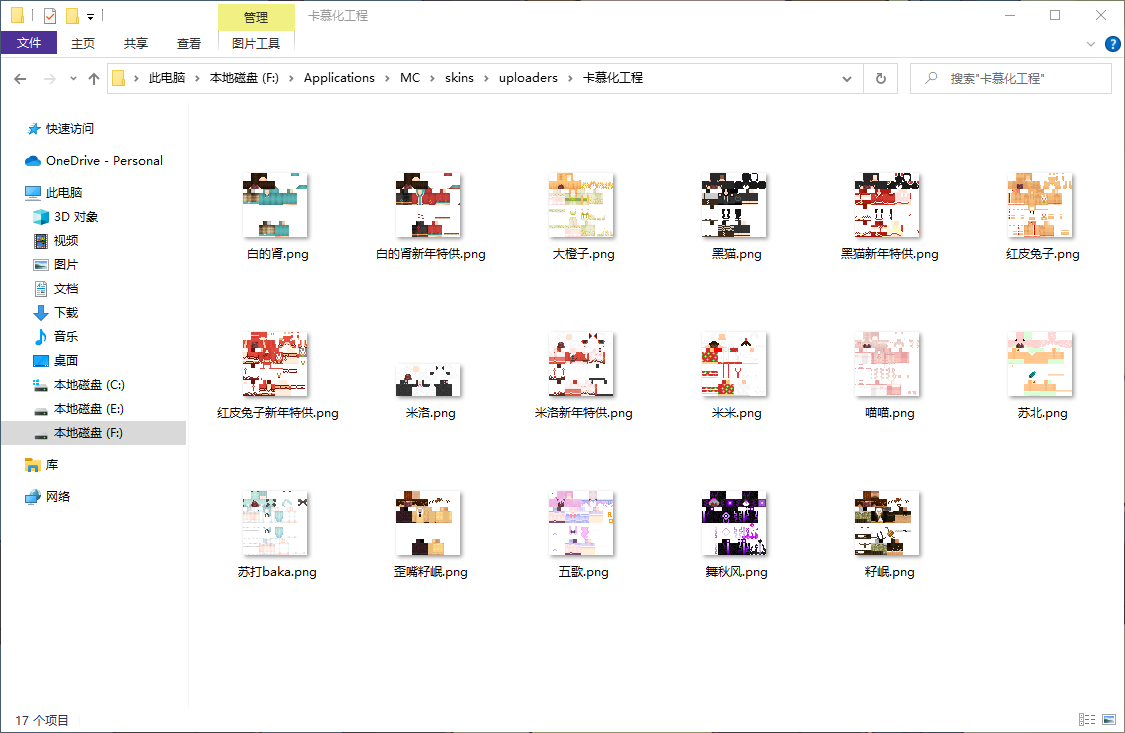 管理
卡慕化工程
文件
主页
共享
查看
图片工具
此电脑
本地磁盘 (F:)
Applications
MC
skins
uploaders
卡慕化工程
搜索"卡慕化工程"
快速访问
OneDrive - Personal
此电脑
3D 对象
视频
图片
文档
下载
音乐
桌面
本地磁盘 (C:)
本地磁盘 (E:)
本地磁盘 (F:)
库
网络
白的肾.png
白的肾新年特供.png
大橙子.png
黑猫.png
黑猫新年特供.png
红皮兔子.png
红皮兔子新年特供.png
米洛.png
米洛新年特供.png
米米.png
喵喵.png
苏北.png
苏打baka.png
歪嘴籽岷.png
五歌.png
舞秋风.png
籽岷.png
17 个项目